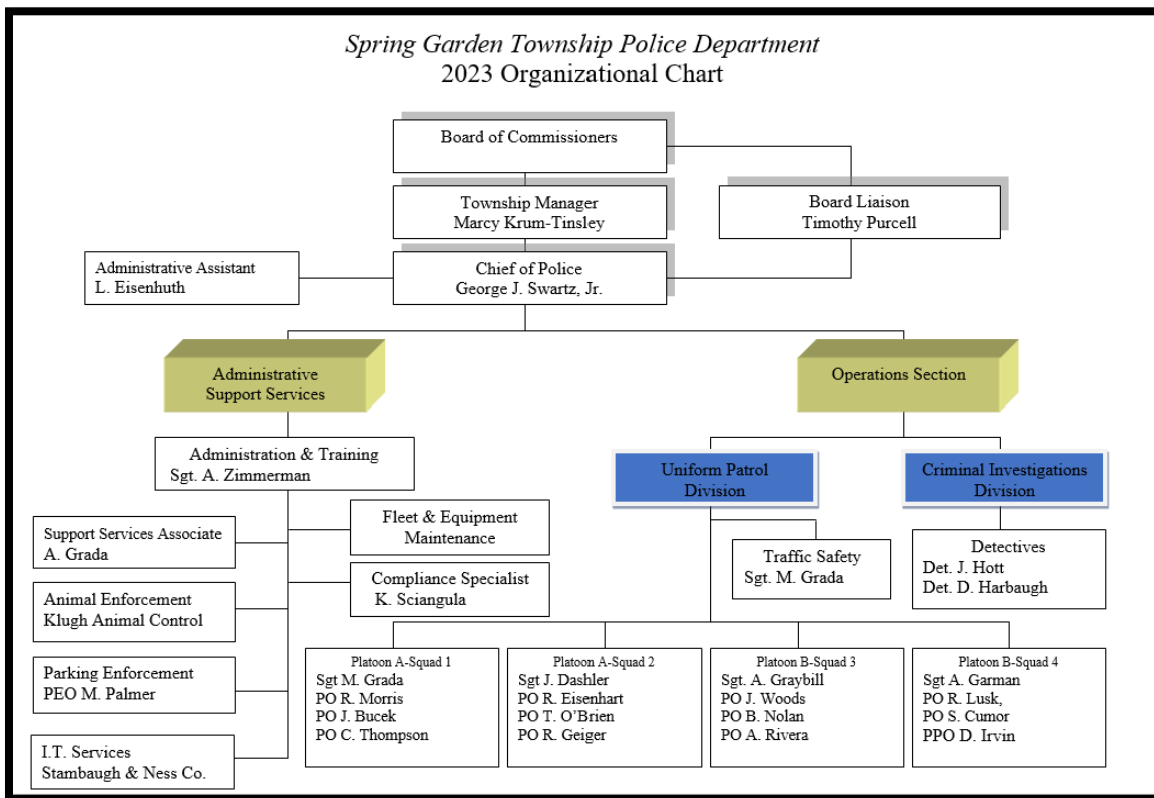 Spring Garden Township Police Department
2023 Organizational Chart
Board of Commissioners
Township Manager
Marcy Krum-Tinsley
Board Liaison
Timothy Purcell
Administrative Assistant
L. Eisenhuth
Chief of Police
George J. Swartz, Jr.
Administrative
Support Services
Operations Section
Administration & Training
Sgt. A. Zimmerman
Uniform Patrol
Division
Criminal Investigations
Division
Support Services Associate
A. Grada
Fleet & Equipment
Maintenance
Traffic Safety
Sgt. M. Grada
Detectives
Det. J. Hott
Det. D. Harbaugh
Animal Enforcement
Klugh Animal Control
Compliance Specialist
K. Sciangula
Parking Enforcement
PEO M. Palmer
I.T. Services
Stambaugh & Ness Co.
Platoon A-Squad 1
Sgt M. Grada
PO R. Morris
PO J. Bucek
PO C. Thompson
Platoon A-Squad 2
Sgt J. Dashler
PO R. Eisenhart
PO T. O’Brien
PO R. Geiger
Platoon B-Squad 3
Sgt. A. Graybill
PO J. Woods
PO B. Nolan
PO A. Rivera
Platoon B-Squad 4
Sgt A. Garman
PO R. Lusk,
PO S. Cumor
PPO D. Irvin